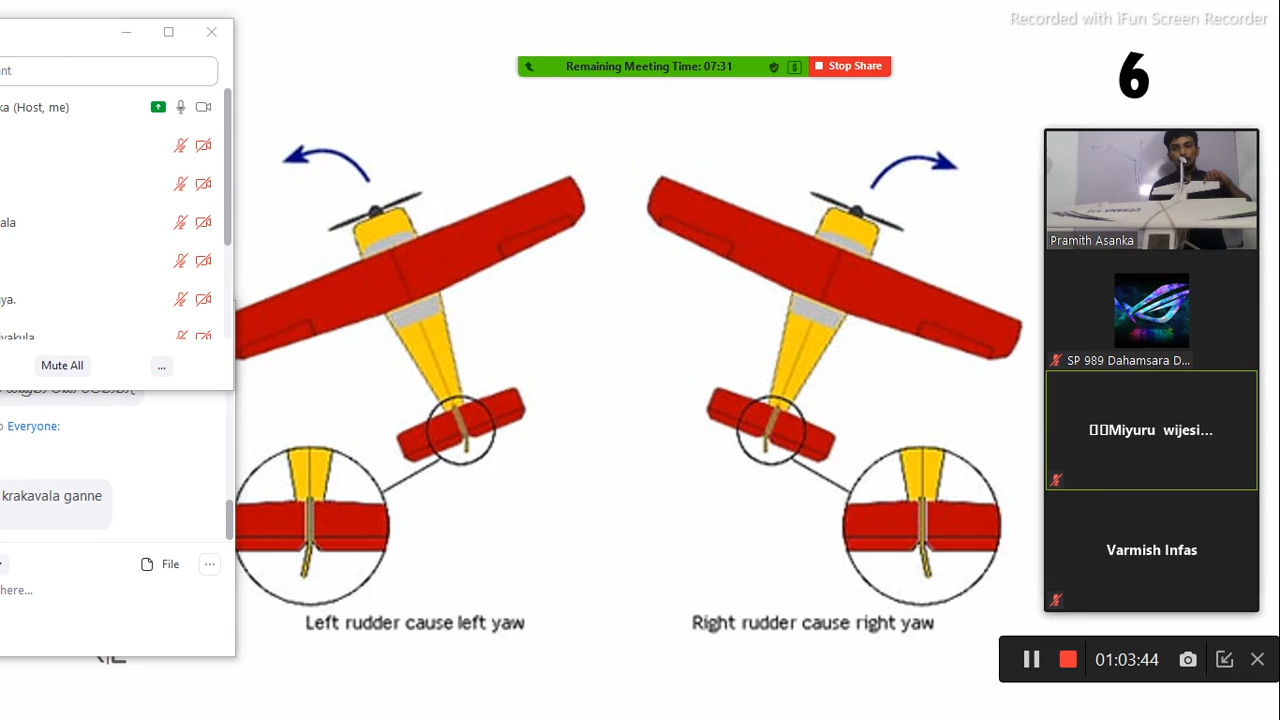 Recorded with iFun Screen Recorder
6
Remaining Meeting Time: 07:31
$
Stop Share
nt
ka (Host, me)
ala
ya.
Mute All
...
Everyone:
krakavala ganne
File
...
here...
Left rudder cause left yaw
Right rudder cause right yaw
Pramith Asanka
SP 989 Dahamsara D...
Miyuru wijesi...
Varmish Infas
01:03:44